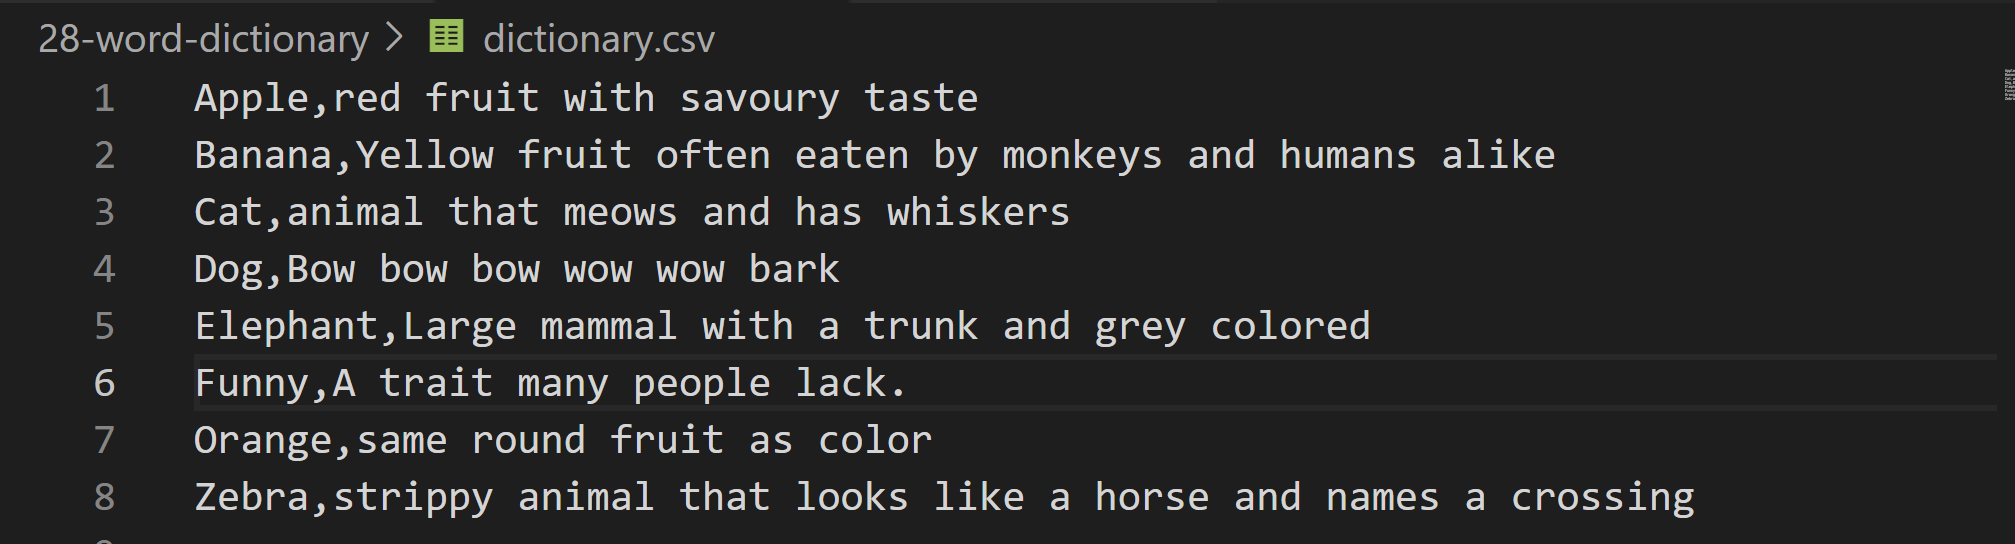 28-word-dictionary > dictionary.csv
1 Apple,red fruit with savoury taste
2 Banana,Yellow fruit often eaten by monkeys and humans alike
3 Cat,animal that meows and has whiskers
4 Dog,Bow bow bow wow wow bark
5 Elephant,Large mammal with a trunk and grey colored
6 Funny,A trait many people lack.
7 Orange,same round fruit as color
8 Zebra,strippy animal that looks like a horse and names a crossing